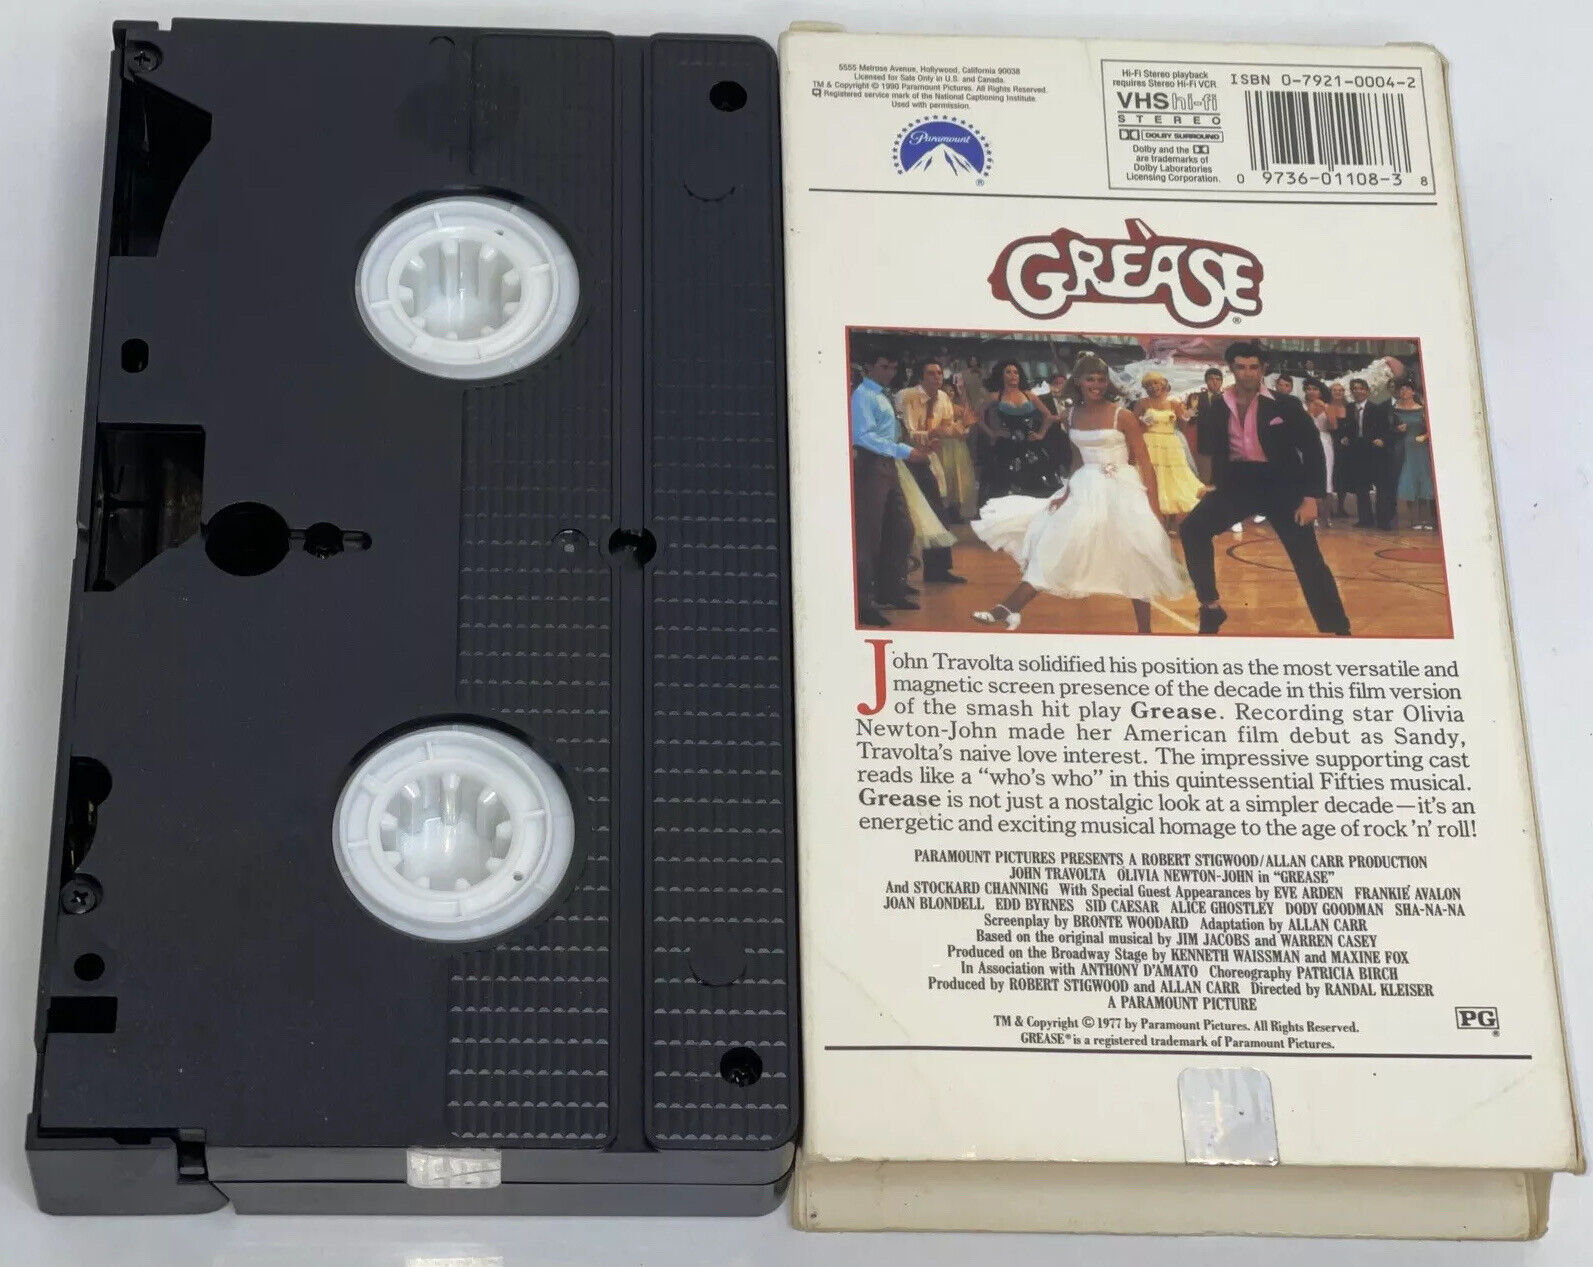 5555 Melrose Avenue, Hollywood, California 90038
Licensed for Sale Only in U.S. and Canada.
TM & Copyright © 1990 Paramount Pictures. All Rights Reserved.
Registered service mark of the National Captioning Institute.
Used with permission.
Paramount
®
Hi-Fi Stereo playback
requires Stereo Hi-Fi VCR
VHS hi-fi
STEREO
DOLBY SURROUND
Dolby and the
are trademarks of
Dolby Laboratories
Licensing Corporation.
ISBN 0-7921-0004-2
0 9736-01108-3 8
GREASE
®
John Travolta solidified his position as the most versatile and
magnetic screen presence of the decade in this film version
of the smash hit play Grease. Recording star Olivia
Newton-John made her American film debut as Sandy,
Travolta's naive love interest. The impressive supporting cast
reads like a "who's who" in this quintessential Fifties musical.
Grease is not just a nostalgic look at a simpler decade—it's an
energetic and exciting musical homage to the age of rock 'n' roll!
PARAMOUNT PICTURES PRESENTS A ROBERT STIGWOOD/ALLAN CARR PRODUCTION
JOHN TRAVOLTA OLIVIA NEWTON-JOHN in "GREASE"
And STOCKARD CHANNING With Special Guest Appearances by EVE ARDEN FRANKIE AVALON
JOAN BLONDELL EDD BYRNES SID CAESAR ALICE GHOSTLEY DODY GOODMAN SHA-NA-NA
Screenplay by BRONTE WOODARD Adaptation by ALLAN CARR
Based on the original musical by JIM JACOBS and WARREN CASEY
Produced on the Broadway Stage by KENNETH WAISSMAN and MAXINE FOX
In Association with ANTHONY D'AMATO Choreography PATRICIA BIRCH
Produced by ROBERT STIGWOOD and ALLAN CARR Directed by RANDAL KLEISER
A PARAMOUNT PICTURE
TM & Copyright © 1977 by Paramount Pictures. All Rights Reserved.
GREASE® is a registered trademark of Paramount Pictures.
PG
®